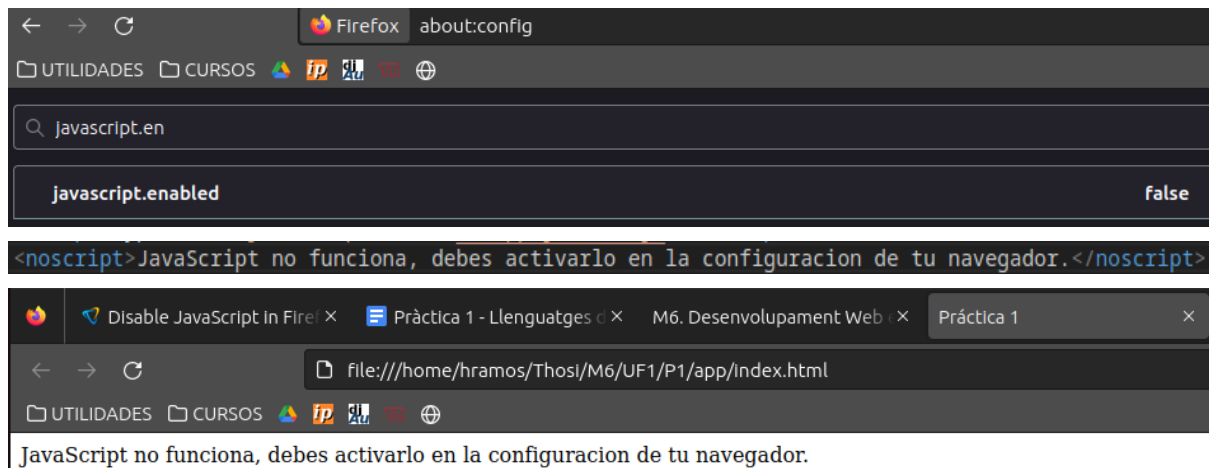 Firefox about:config
UTILIDADES CURSOS ip
javascript.en
javascript.enabled false
<noscript>JavaScript no funciona, debes activarlo en la configuracion de tu navegador.</noscript>
Disable JavaScript in Firef Pràctica 1 - Llenguatges d M6. Desenvolupament Web e Práctica 1
file:///home/hramos/Thosi/M6/UF1/P1/app/index.html
UTILIDADES CURSOS ip
JavaScript no funciona, debes activarlo en la configuracion de tu navegador.